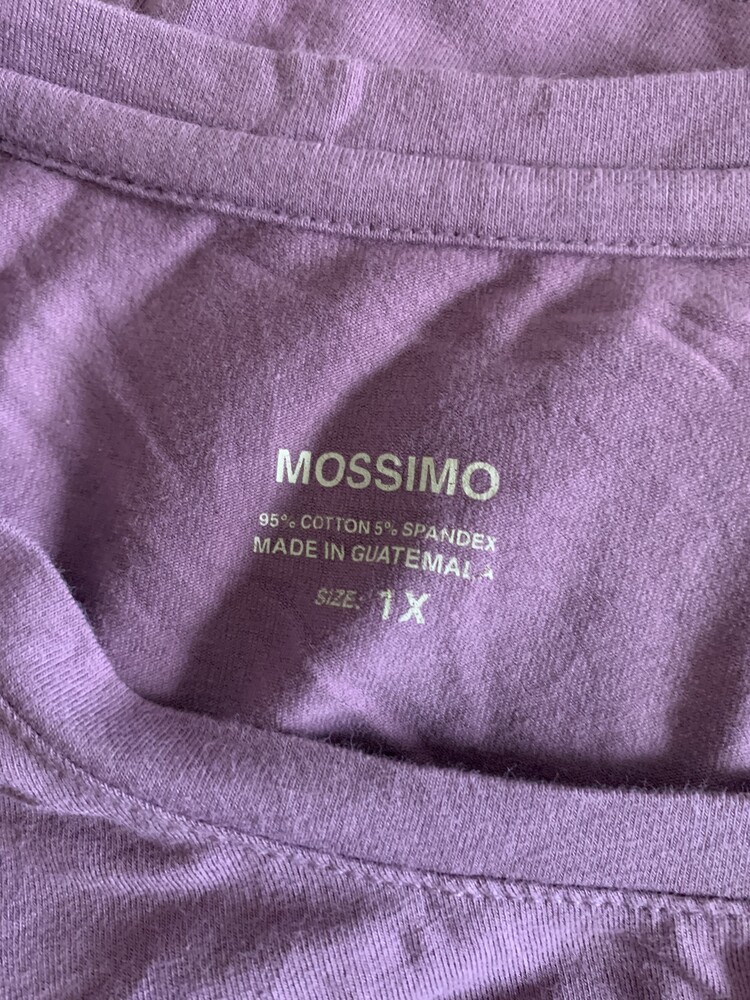 MOSSIMO
95% COTTON 5% SPANDEX
MADE IN GUATEMALA
SIZE: 1X